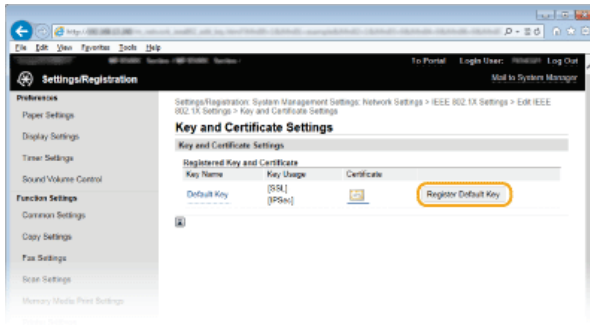 http://
File Edit View Favorites Tools Help
To Portal Login User: Log Out
Settings/Registration
Mail to System Manager
Preferences
Paper Settings
Display Settings
Timer Settings
Sound Volume Control
Function Settings
Common Settings
Copy Settings
Fax Settings
Scan Settings
Memory Media Print Settings
Settings/Registration: System Management Settings: Network Settings > IEEE 802.1X Settings > Edit IEEE
802.1X Settings > Key and Certificate Settings
Key and Certificate Settings
Key and Certificate Settings
Registered Key and Certificate
Key Name Key Usage Certificate
Default Key [SSL]
[IPSec]
Register Default Key